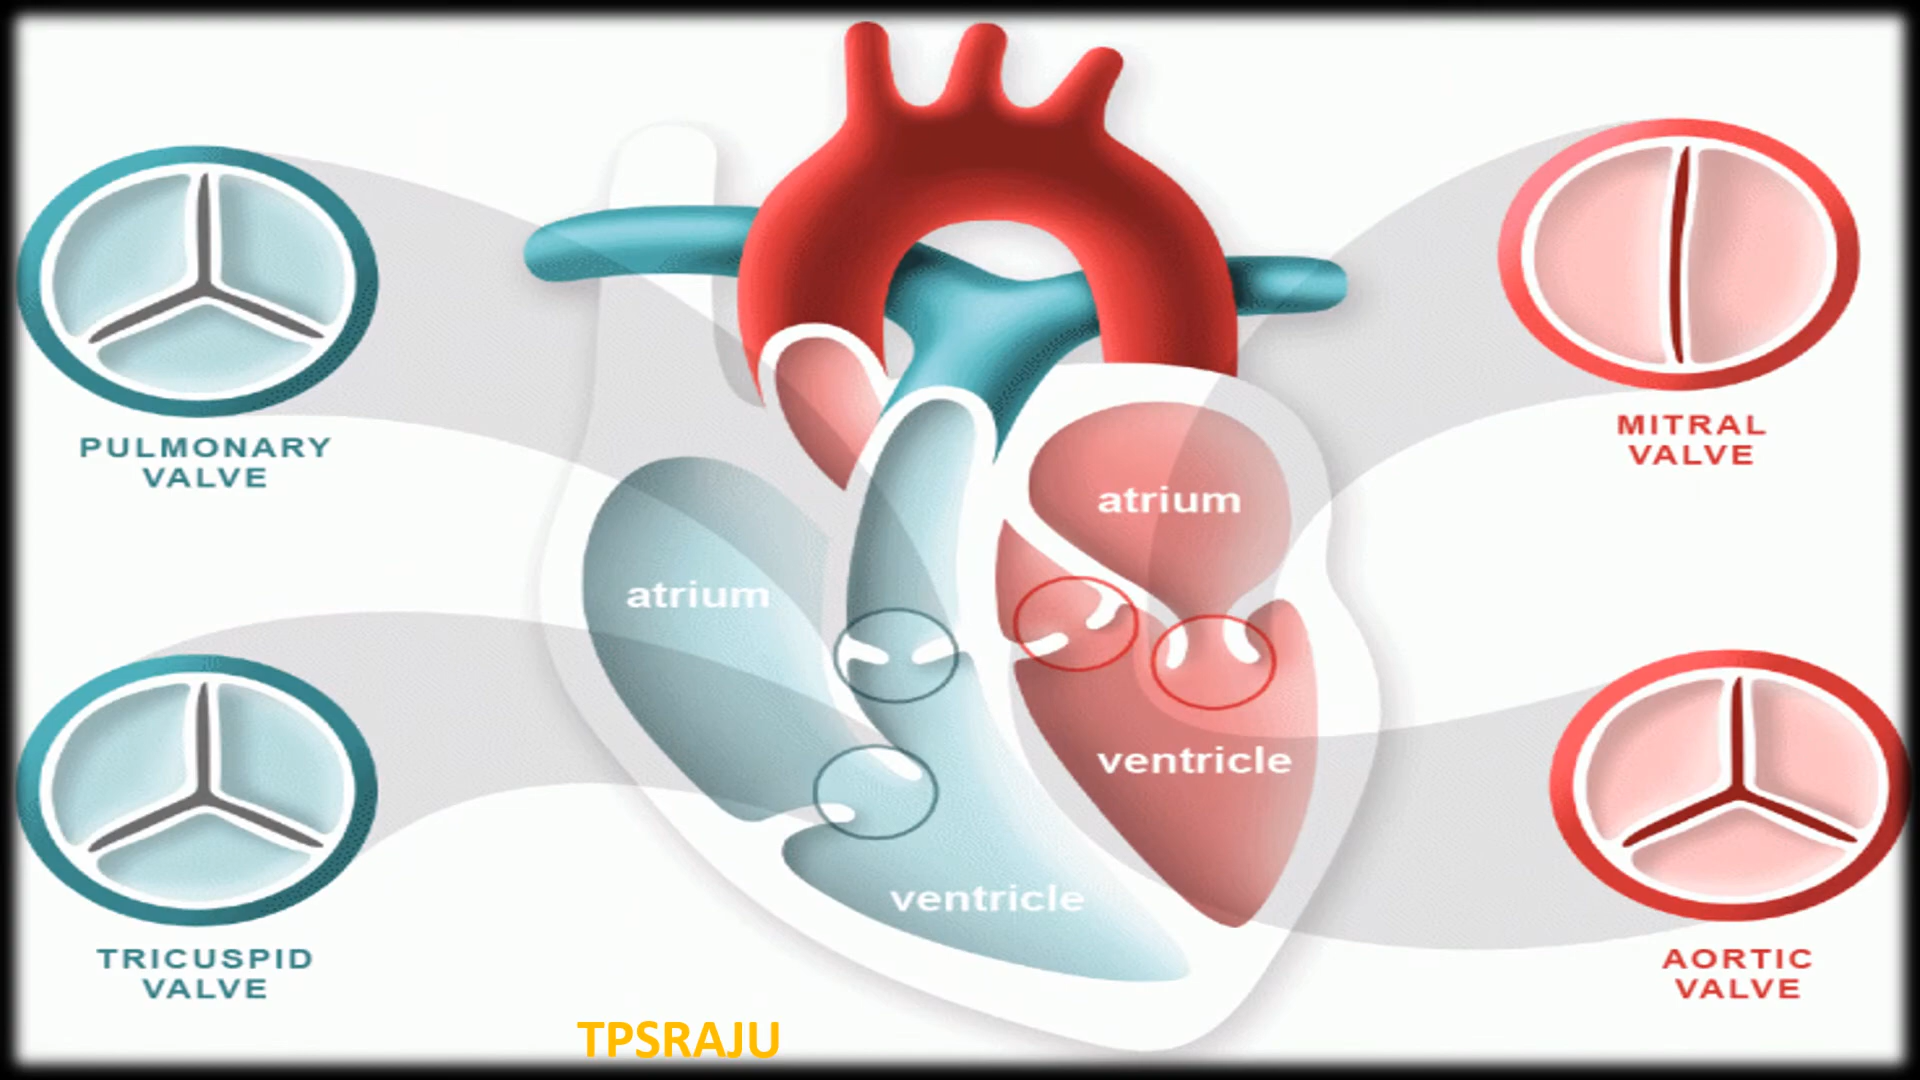 PULMONARY
VALVE
MITRAL
VALVE
atrium
atrium
ventricle
ventricle
TRICUSPID
VALVE
AORTIC
VALVE
TPSRAJU